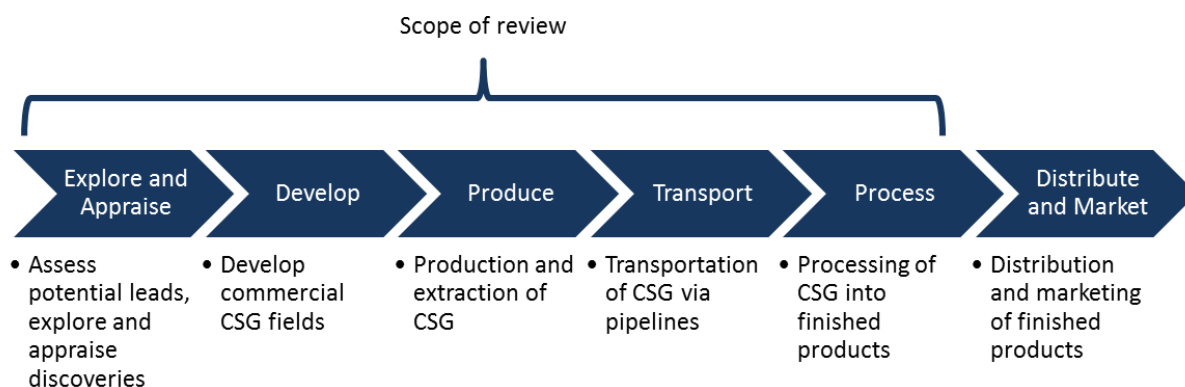 Scope of review
Explore and
Appraise
Develop
Produce
Transport
Process
Distribute
and Market
• Assess
potential leads,
explore and
appraise
discoveries
• Develop
commercial
CSG fields
• Production and
extraction of
CSG
• Transportation
of CSG via
pipelines
• Processing of
CSG into
finished
products
• Distribution
and marketing
of finished
products